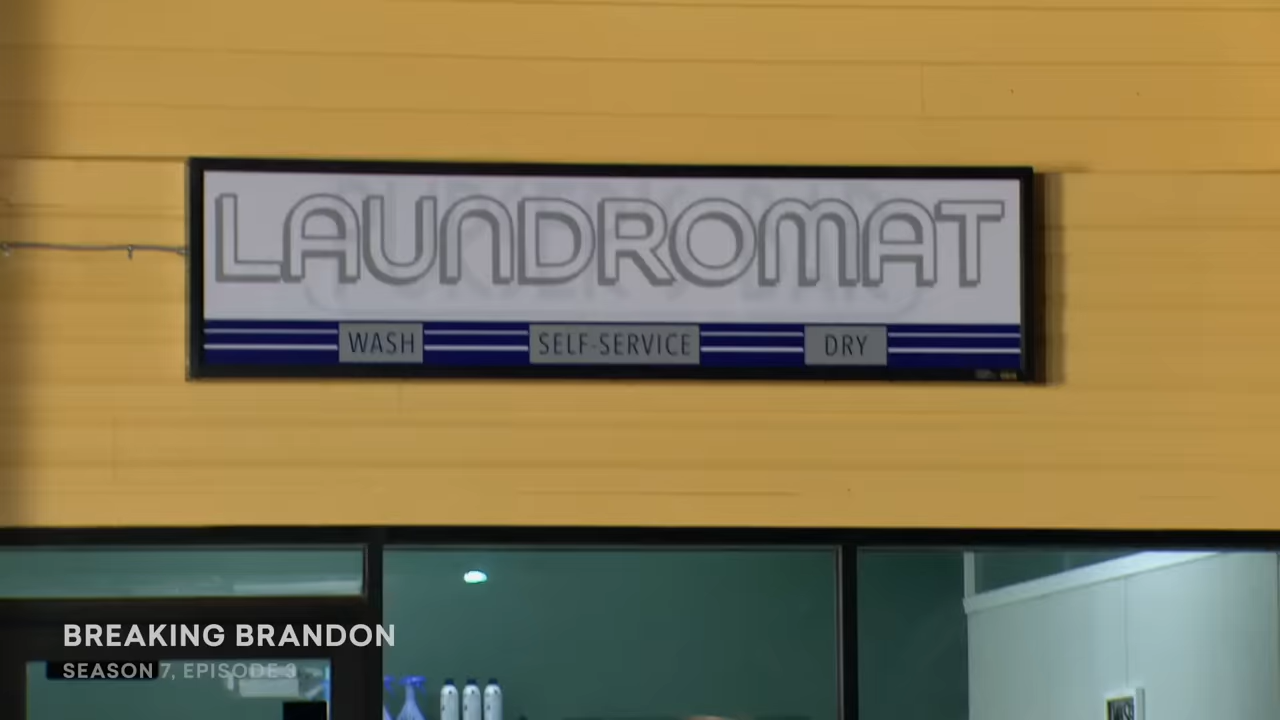 LAUNDROMAT
WASH SELF-SERVICE DRY
BREAKING BRANDON
SEASON 7, EPISODE 3